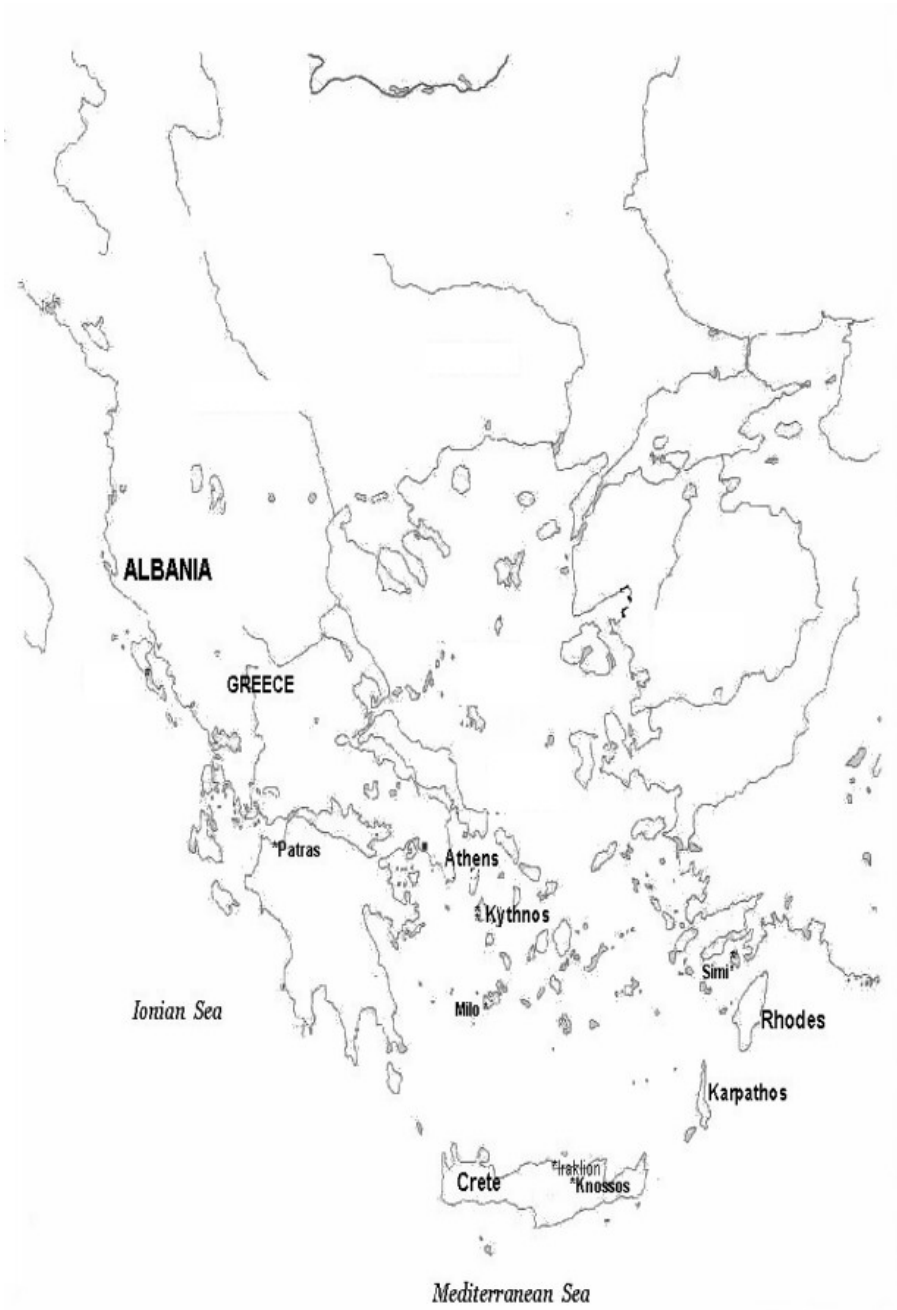 ALBANIA
GREECE
*Patras
Athens
Kythnos
Simi
Ionian Sea
Milo
Rhodes
Karpathos
*Iraklion
Crete
*Knossos
Mediterranean Sea